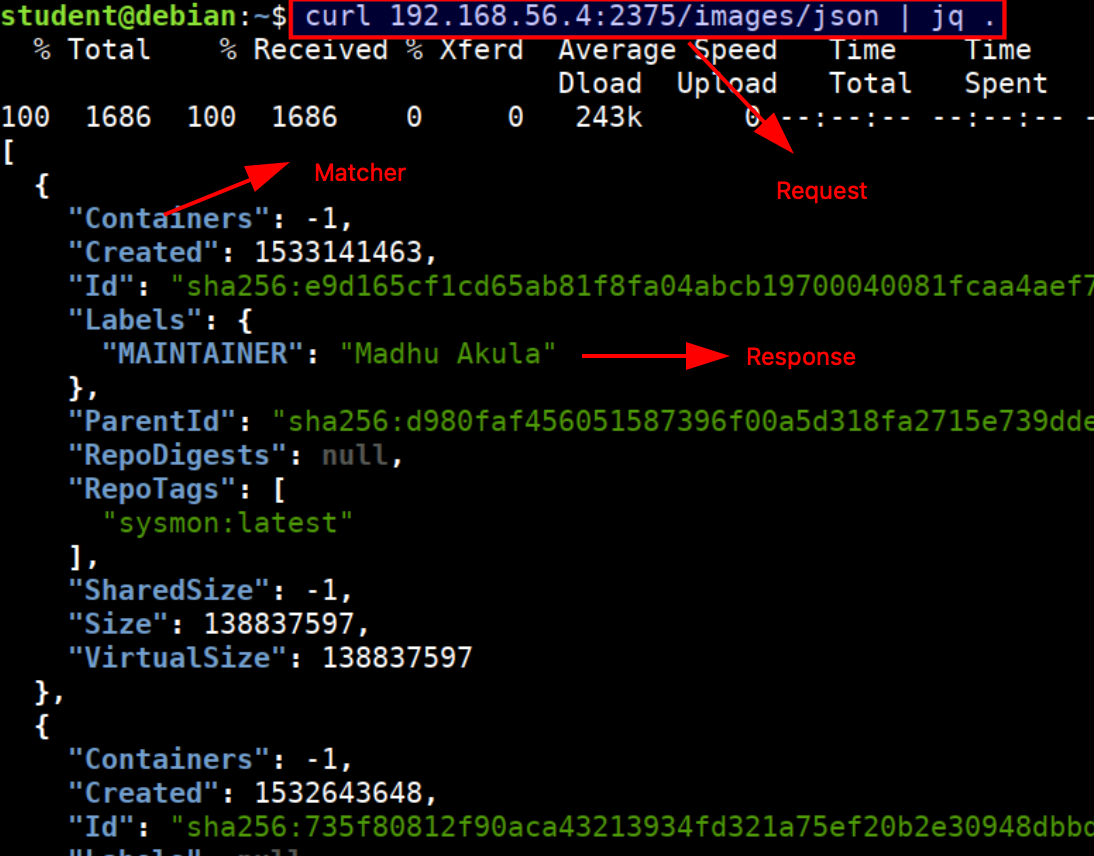 student@debian:~$ curl 192.168.56.4:2375/images/json | jq .
% Total % Received % Xferd Average Speed Time Time
Dload Upload Total Spent
100 1686 100 1686 0 0 243k 0 --:--:-- --:--:-- -
[
{
Matcher
Request
"Containers": -1,
"Created": 1533141463,
"Id": "sha256:e9d165cf1cd65ab81f8fa04abcb19700040081fcaa4aef7
"Labels": {
"MAINTAINER": "Madhu Akula"
Response
},
"ParentId": "sha256:d980faf456051587396f00a5d318fa2715e739dde
"RepoDigests": null,
"RepoTags": [
"sysmon:latest"
],
"SharedSize": -1,
"Size": 138837597,
"VirtualSize": 138837597
},
{
"Containers": -1,
"Created": 1532643648,
"Id": "sha256:735f80812f90aca43213934fd321a75ef20b2e30948dbbd
"Labels": null